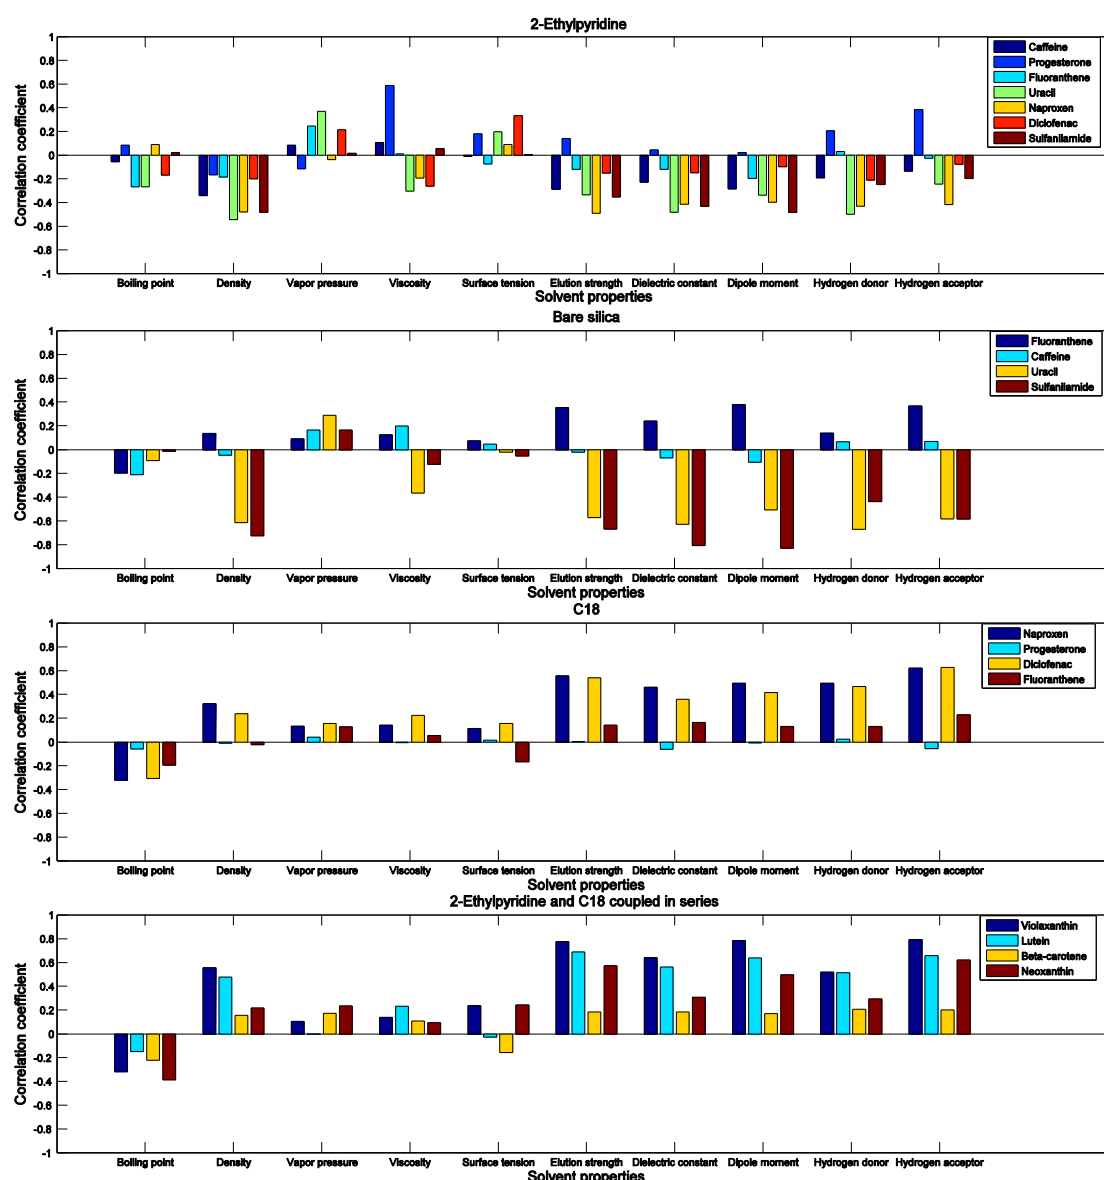 2-Ethylpyridine
1
0.8
0.6
0.4
0.2
0
-0.2
-0.4
-0.6
-0.8
-1
Correlation coefficient
Caffeine
Progesterone
Fluoranthene
Uracil
Naproxen
Diclofenac
Sulfanilamide
Boiling point Density Vapor pressure Viscosity Surface tension Elution strength Dielectric constant Dipole moment Hydrogen donor Hydrogen acceptor
Solvent properties
Bare silica
1
0.8
0.6
0.4
0.2
0
-0.2
-0.4
-0.6
-0.8
-1
Correlation coefficient
Fluoranthene
Caffeine
Uracil
Sulfanilamide
Boiling point Density Vapor pressure Viscosity Surface tension Elution strength Dielectric constant Dipole moment Hydrogen donor Hydrogen acceptor
Solvent properties
C18
1
0.8
0.6
0.4
0.2
0
-0.2
-0.4
-0.6
-0.8
-1
Correlation coefficient
Naproxen
Progesterone
Diclofenac
Fluoranthene
Boiling point Density Vapor pressure Viscosity Surface tension Elution strength Dielectric constant Dipole moment Hydrogen donor Hydrogen acceptor
Solvent properties
2-Ethylpyridine and C18 coupled in series
1
0.8
0.6
0.4
0.2
0
-0.2
-0.4
-0.6
-0.8
-1
Correlation coefficient
Violaxanthin
Lutein
Beta-carotene
Neoxanthin
Boiling point Density Vapor pressure Viscosity Surface tension Elution strength Dielectric constant Dipole moment Hydrogen donor Hydrogen acceptor
Solvent properties